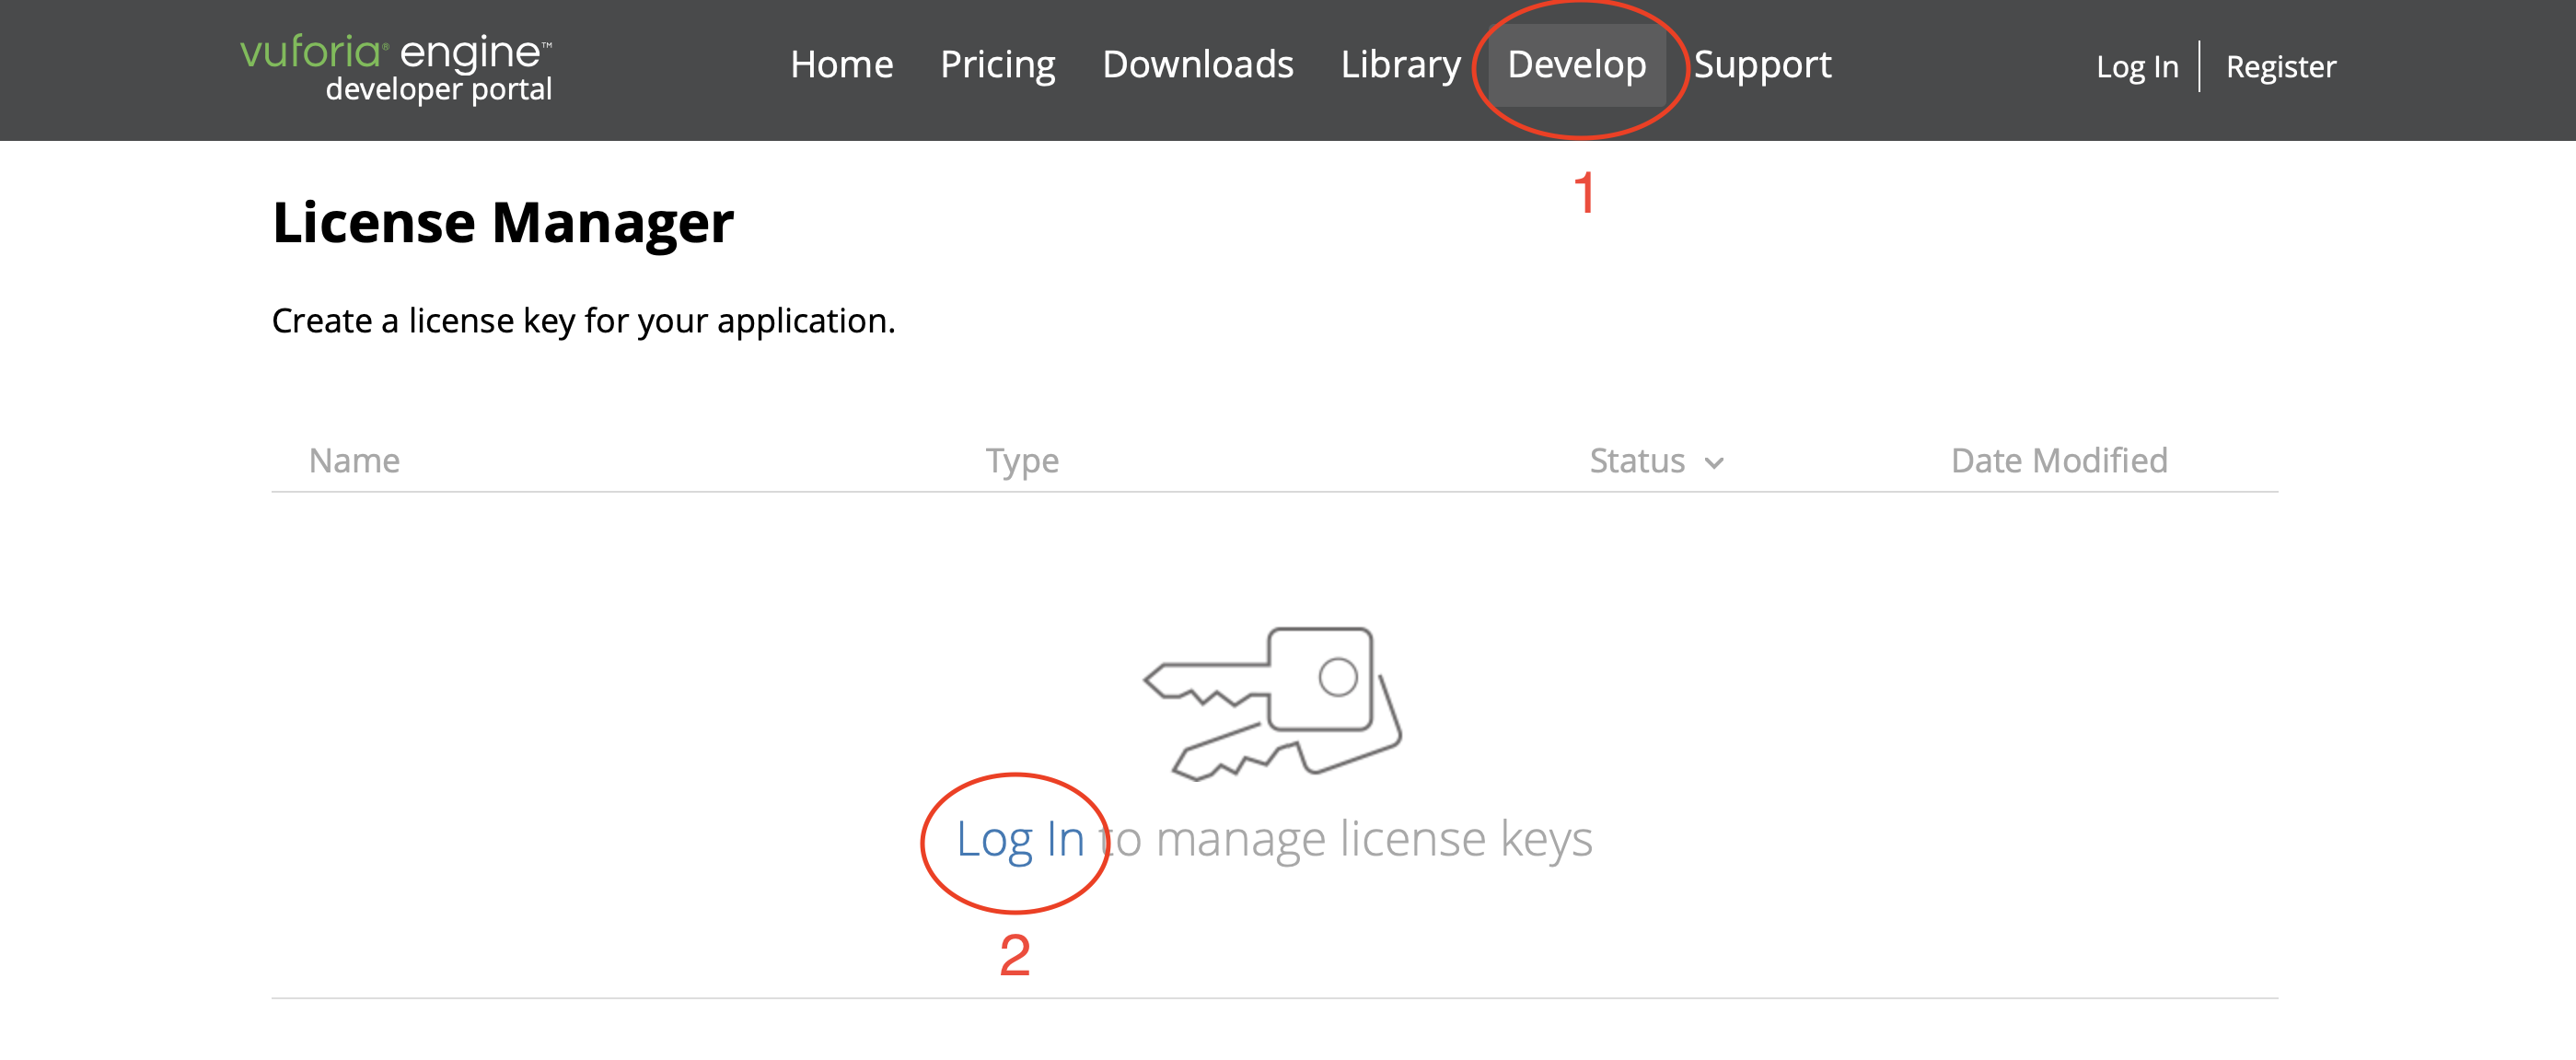 vuforia® engine™
developer portal
Home Pricing Downloads Library Develop Support
Log In Register
1
License Manager
Create a license key for your application.
Name Type Status Date Modified
Log In to manage license keys
2